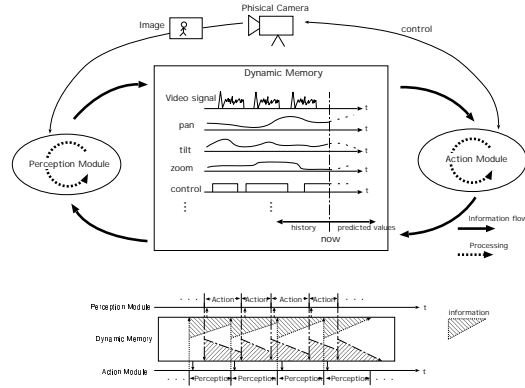 Phisical Camera
Image
control
Dynamic Memory
Video signal
t
pan
t
tilt
t
zoom
t
control
t
history
predicted values
now
Perception Module
Action Module
Information flow
Processing
. . . Action Action Action Action . . .
Perception Module
t
information
Dynamic Memory
Action Module
t
. . . Perception Perception Perception Perception . . .